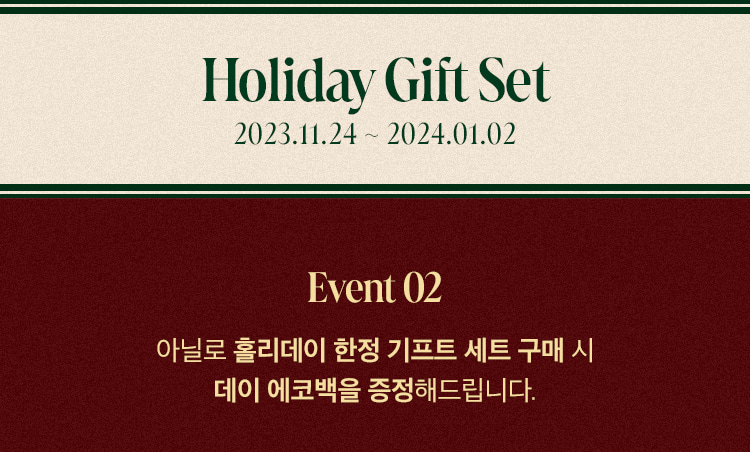 Holiday Gift Set
2023.11.24 ~ 2024.01.02
Event 02
아닐로 홀리데이 한정 기프트 세트 구매 시
데이 에코백을 증정해드립니다.